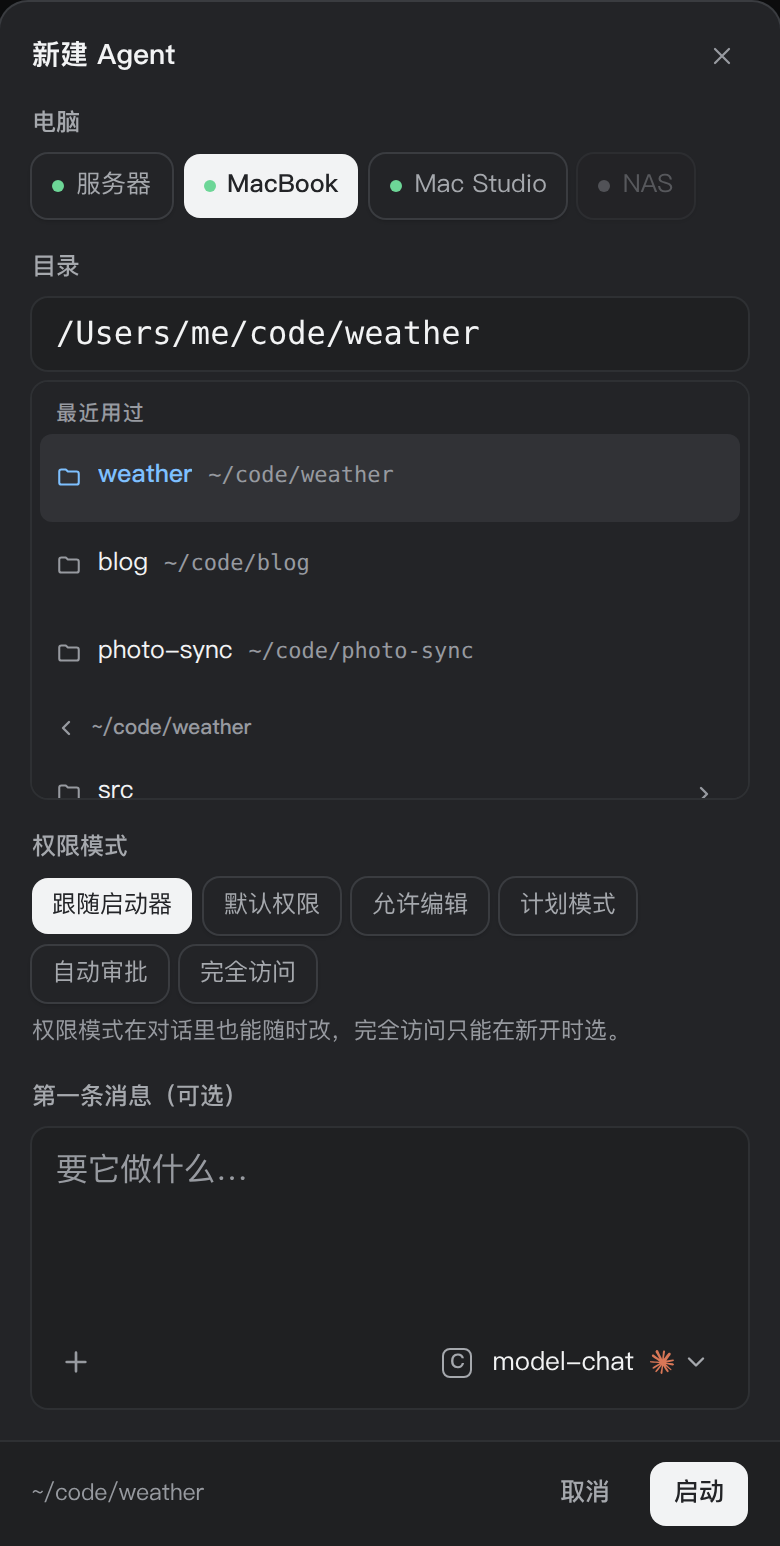 新建 Agent
电脑
服务器 MacBook Mac Studio NAS
目录
/Users/me/code/weather
最近用过
weather ~/code/weather
blog ~/code/blog
photo-sync ~/code/photo-sync
~/code/weather
src
权限模式
跟随启动器 默认权限 允许编辑 计划模式
自动审批 完全访问
权限模式在对话里也能随时改，完全访问只能在新开时选。
第一条消息（可选）
要它做什么…
C model-chat
~/code/weather 取消 启动